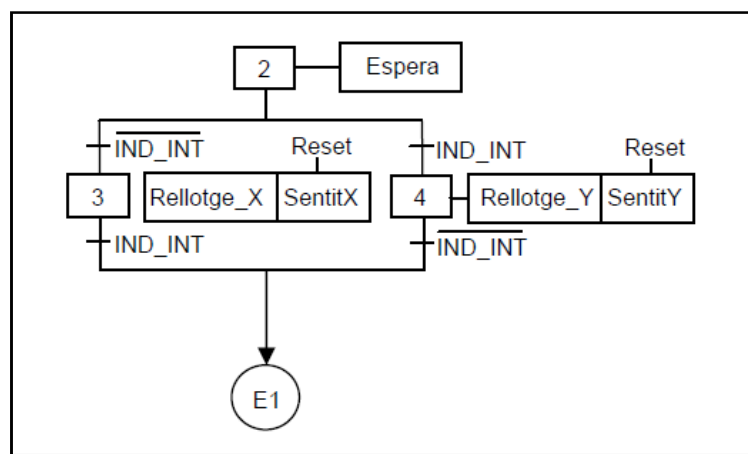 2 Espera
IND_INT Reset IND_INT Reset
3 Rellotge_X SentitX 4 Rellotge_Y SentitY
IND_INT IND_INT
E1